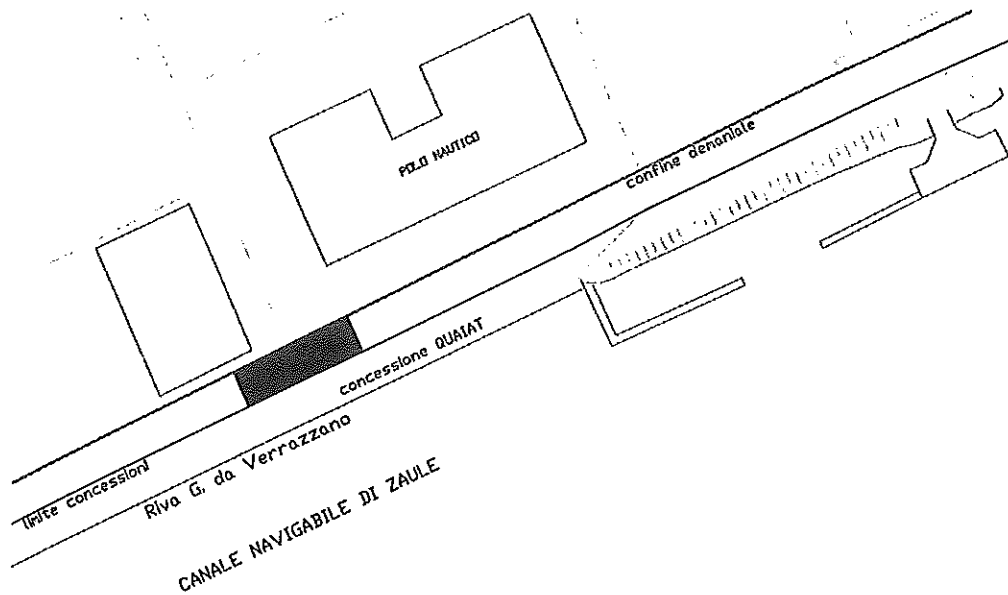 POLO NAUTICO
confine demaniale
concessione QUAIAT
limite concessioni
Riva G. da Verrazzano
CANALE NAVIGABILE DI ZAULE